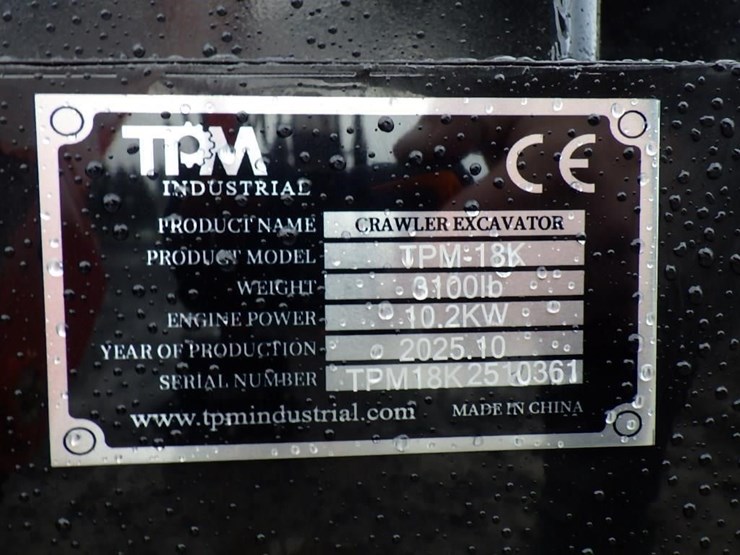 TPM
INDUSTRIAL
CE
PRODUCT NAME CRAWLER EXCAVATOR
PRODUCT MODEL TPM-18K
WEIGHT 3100lb
ENGINE POWER 10.2KW
YEAR OF PRODUCTION 2025.10
SERIAL NUMBER TPM18K2510361
www.tpmindustrial.com MADE IN CHINA